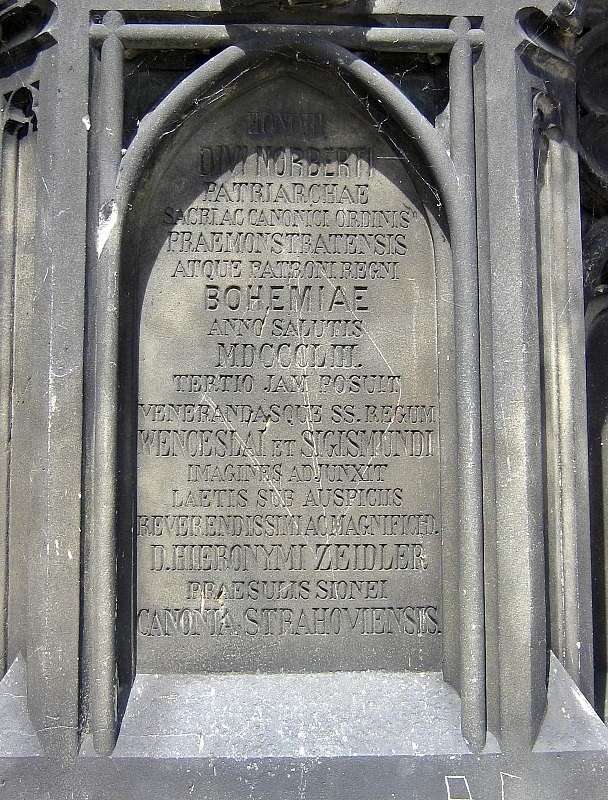 HONORI
DIVI NORBERTI
PATRIARCHAE
SACRI AC CANONICI ORDINIS
PRAEMONSTRATENSIS
ATQUE PATRONI REGNI
BOHEMIAE
ANNO SALUTIS
MDCCCLIII.
TERTIO JAM POSUIT
VENERANDASQUE SS. REGUM
WENCESLAI ET SIGISMUNDI
IMAGINES ADJUNXIT
LAETIS SUB AUSPICIIS
REVERENDISSIMI AC MAGNIFICI
D. HIERONYMI ZEIDLER
PRAESULIS SIONEI
CANONIA STRAHOVIENSIS.